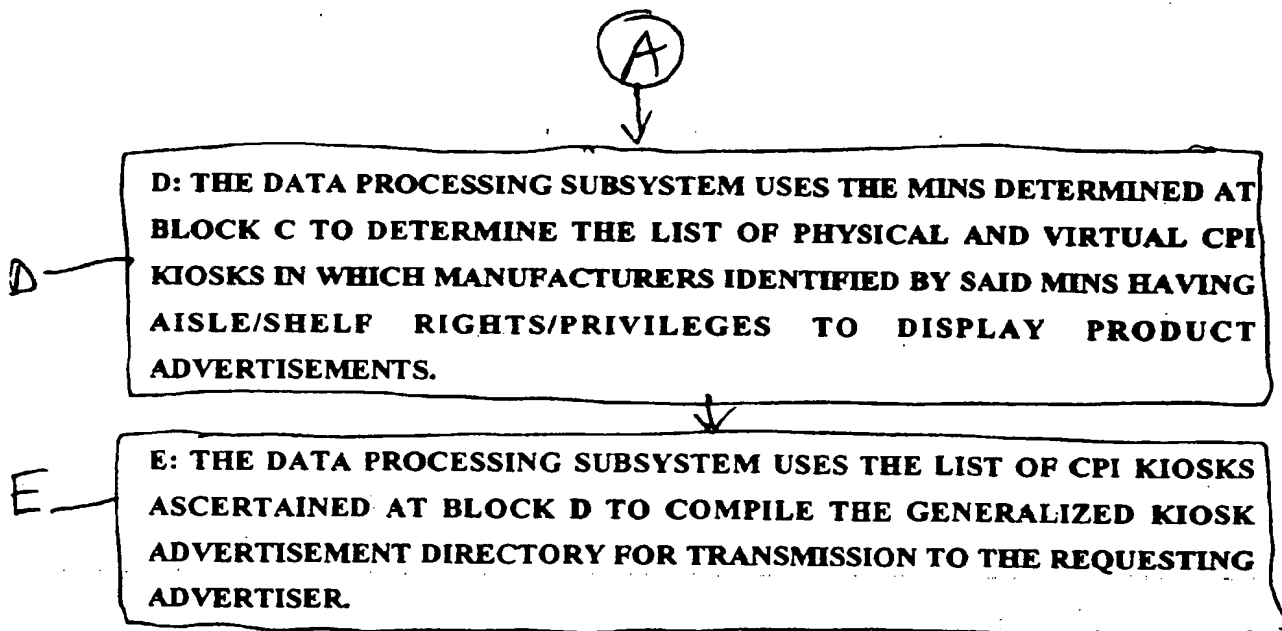 A
D: THE DATA PROCESSING SUBSYSTEM USES THE MINS DETERMINED AT
BLOCK C TO DETERMINE THE LIST OF PHYSICAL AND VIRTUAL CPI
D
KIOSKS IN WHICH MANUFACTURERS IDENTIFIED BY SAID MINS HAVING
AISLE/SHELF RIGHTS/PRIVILEGES TO DISPLAY PRODUCT
ADVERTISEMENTS.
E: THE DATA PROCESSING SUBSYSTEM USES THE LIST OF CPI KIOSKS
E
ASCERTAINED AT BLOCK D TO COMPILE THE GENERALIZED KIOSK
ADVERTISEMENT DIRECTORY FOR TRANSMISSION TO THE REQUESTING
ADVERTISER.